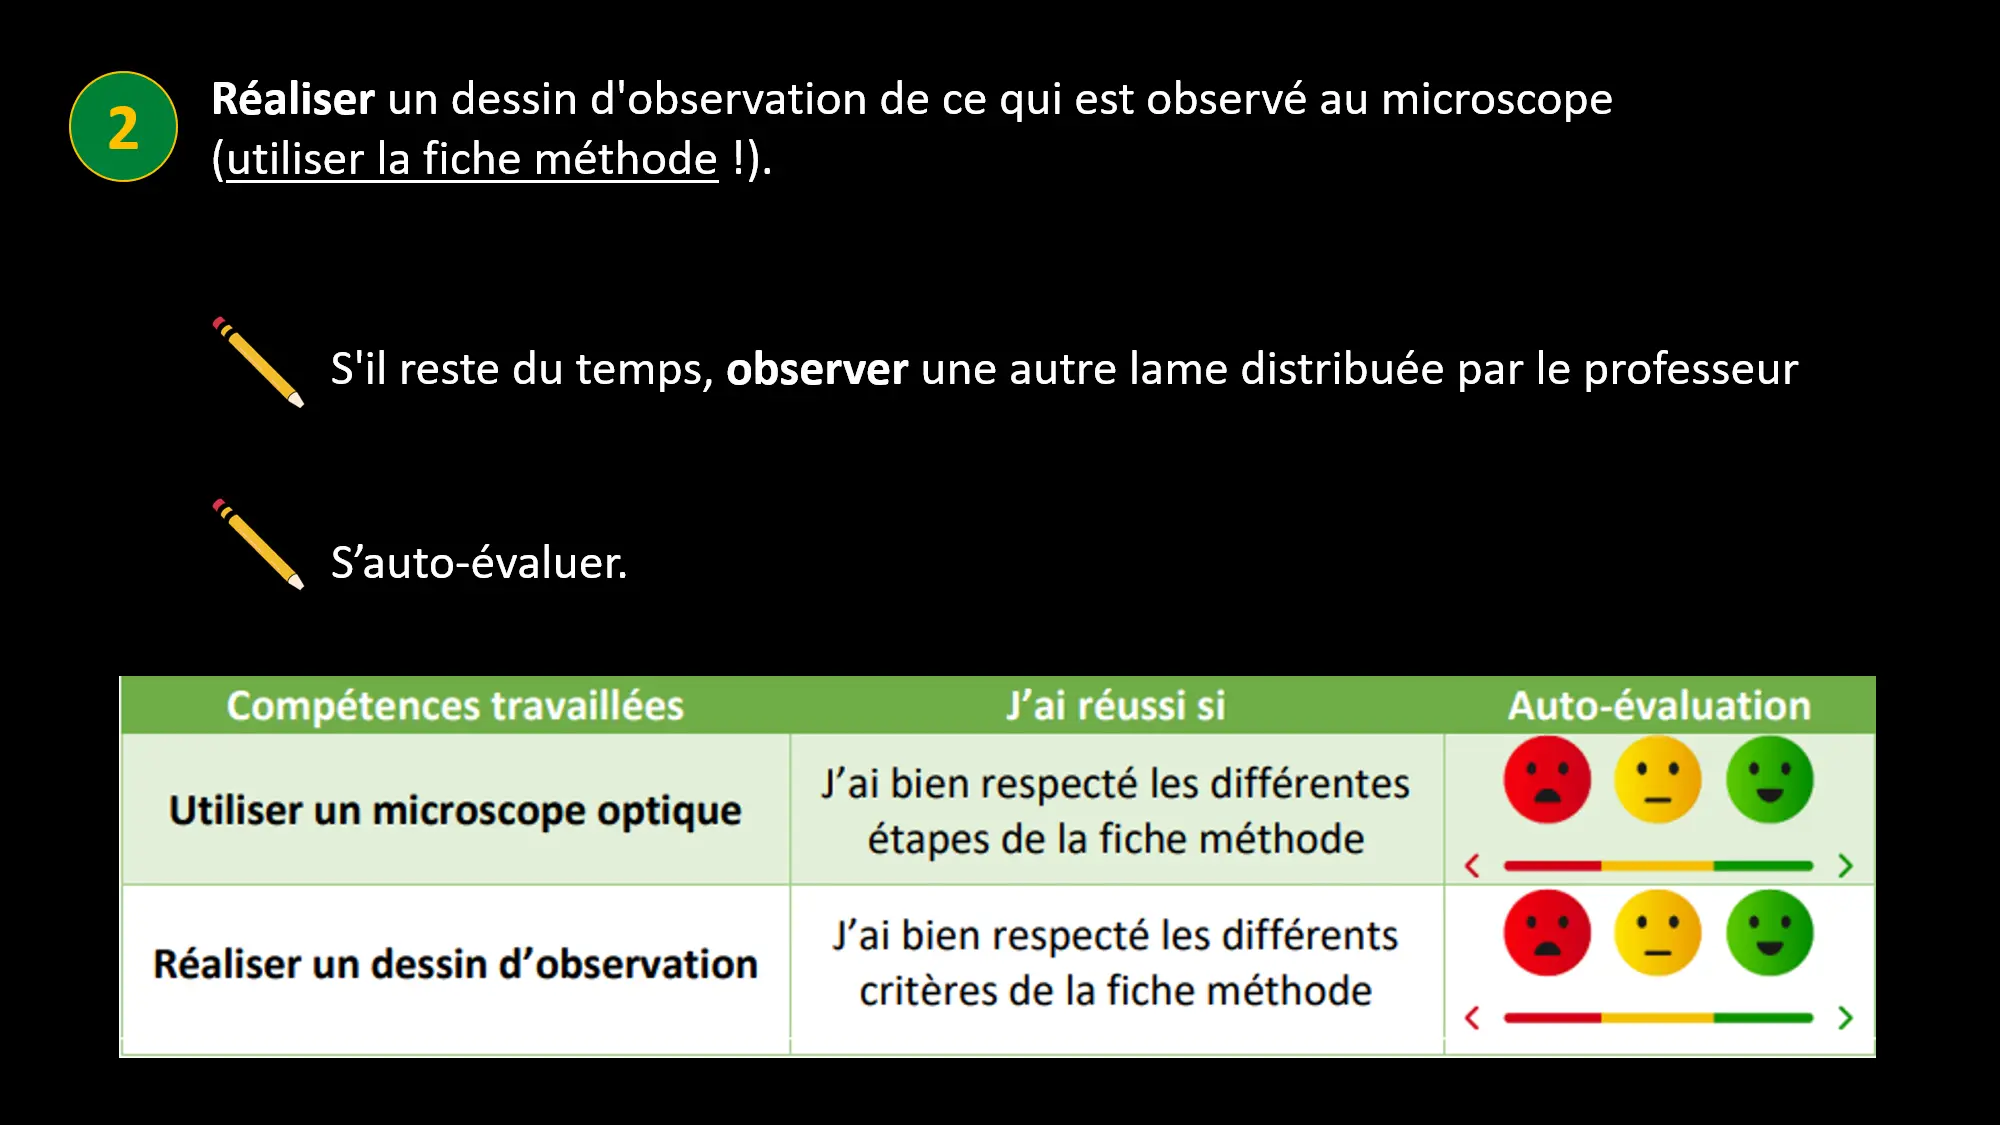 2
Réaliser un dessin d'observation de ce qui est observé au microscope
(utiliser la fiche méthode !).
S'il reste du temps, observer une autre lame distribuée par le professeur
S’auto-évaluer.
Compétences travaillées
J’ai réussi si
Auto-évaluation
Utiliser un microscope optique
J’ai bien respecté les différentes
étapes de la fiche méthode
Réaliser un dessin d’observation
J’ai bien respecté les différents
critères de la fiche méthode